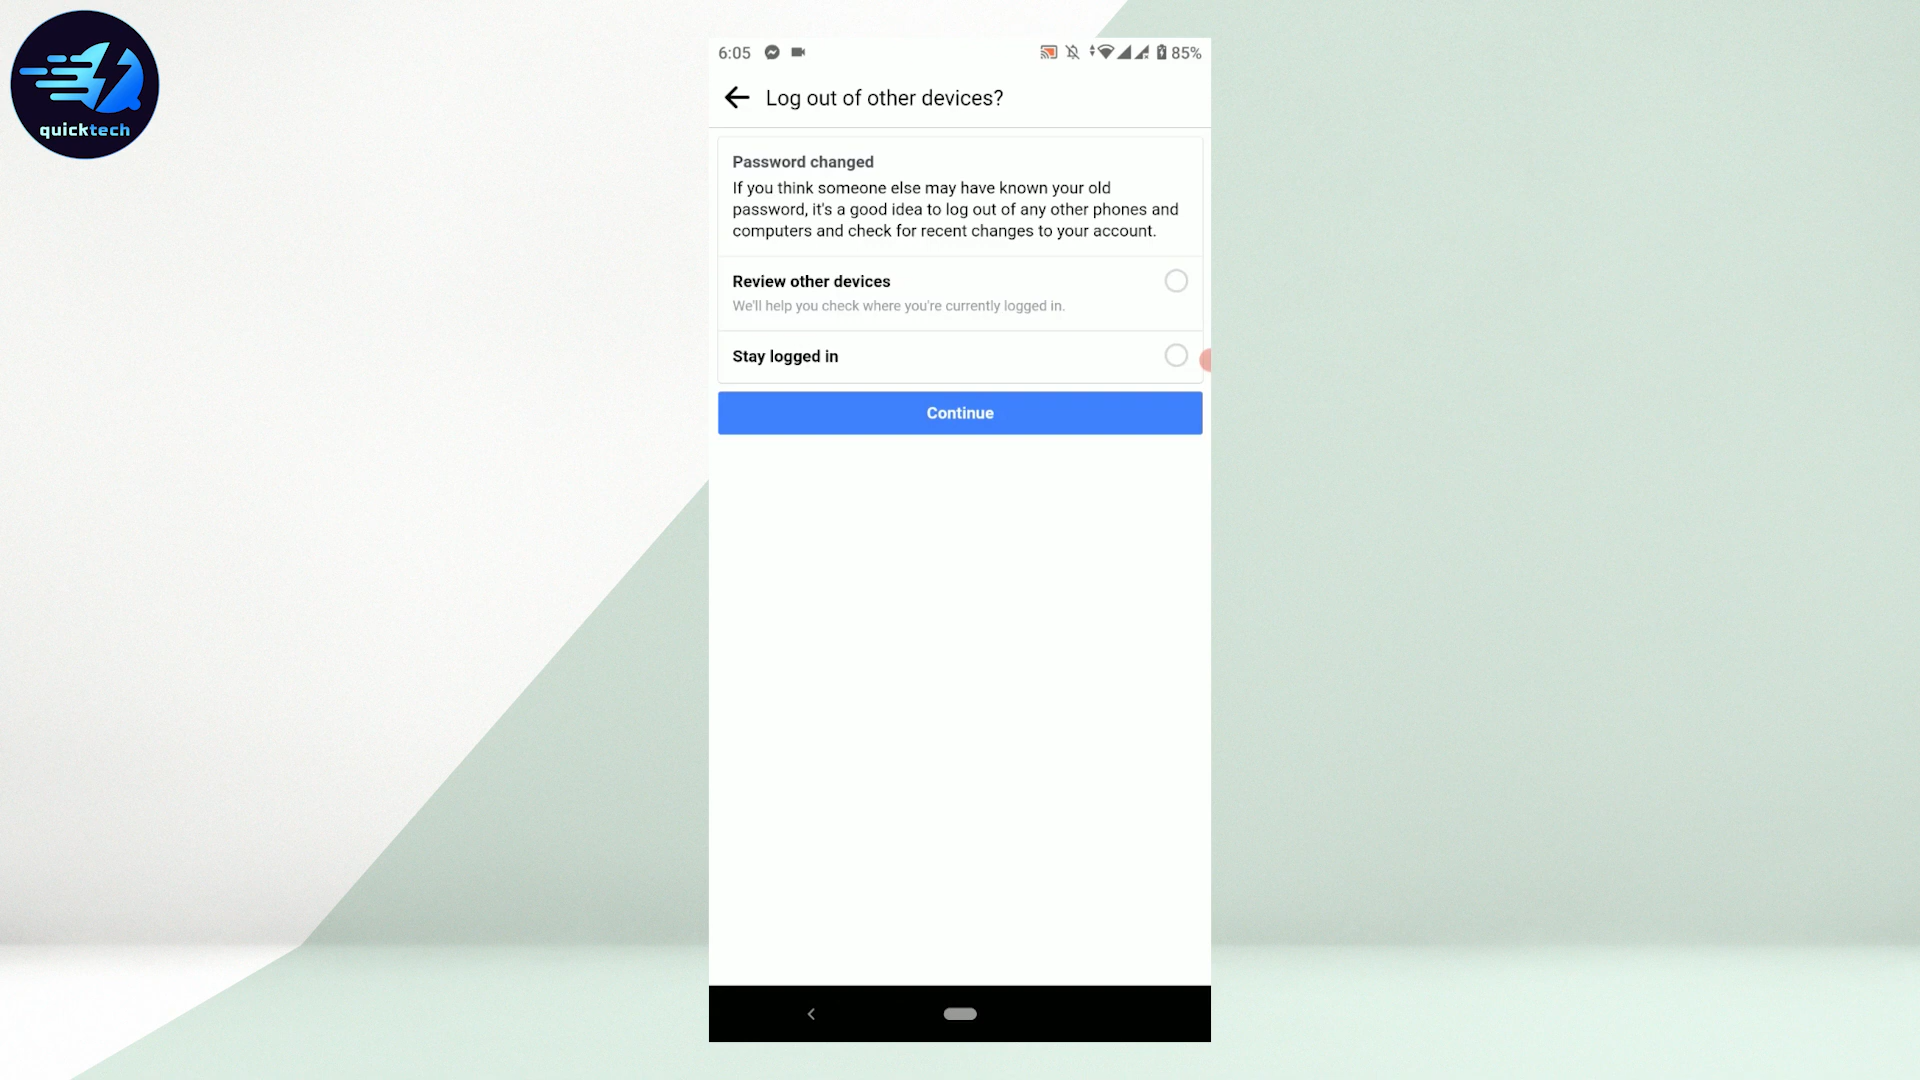 quicktech
6:05
85%
Log out of other devices?
Password changed
If you think someone else may have known your old
password, it's a good idea to log out of any other phones and
computers and check for recent changes to your account.
Review other devices
We'll help you check where you're currently logged in.
Stay logged in
Continue